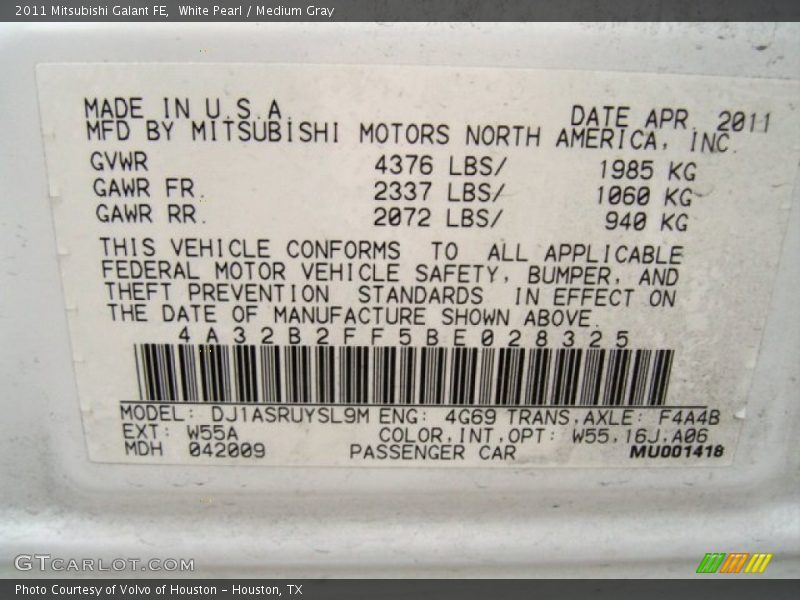 2011 Mitsubishi Galant FE, White Pearl / Medium Gray
MADE IN U.S.A. DATE APR. 2011
MFD BY MITSUBISHI MOTORS NORTH AMERICA, INC.
GVWR 4376 LBS/ 1985 KG
GAWR FR. 2337 LBS/ 1060 KG
GAWR RR. 2072 LBS/ 940 KG
THIS VEHICLE CONFORMS TO ALL APPLICABLE
FEDERAL MOTOR VEHICLE SAFETY, BUMPER, AND
THEFT PREVENTION STANDARDS IN EFFECT ON
THE DATE OF MANUFACTURE SHOWN ABOVE.
4A32B2FF5BE028325
MODEL: DJ1ASRUYSL9M ENG: 4G69 TRANS,AXLE: F4A4B
EXT: W55A COLOR,INT,OPT: W55,16J,A06
MDH 042009 PASSENGER CAR MU001418
GTCARLOT.COM
Photo Courtesy of Volvo of Houston - Houston, TX